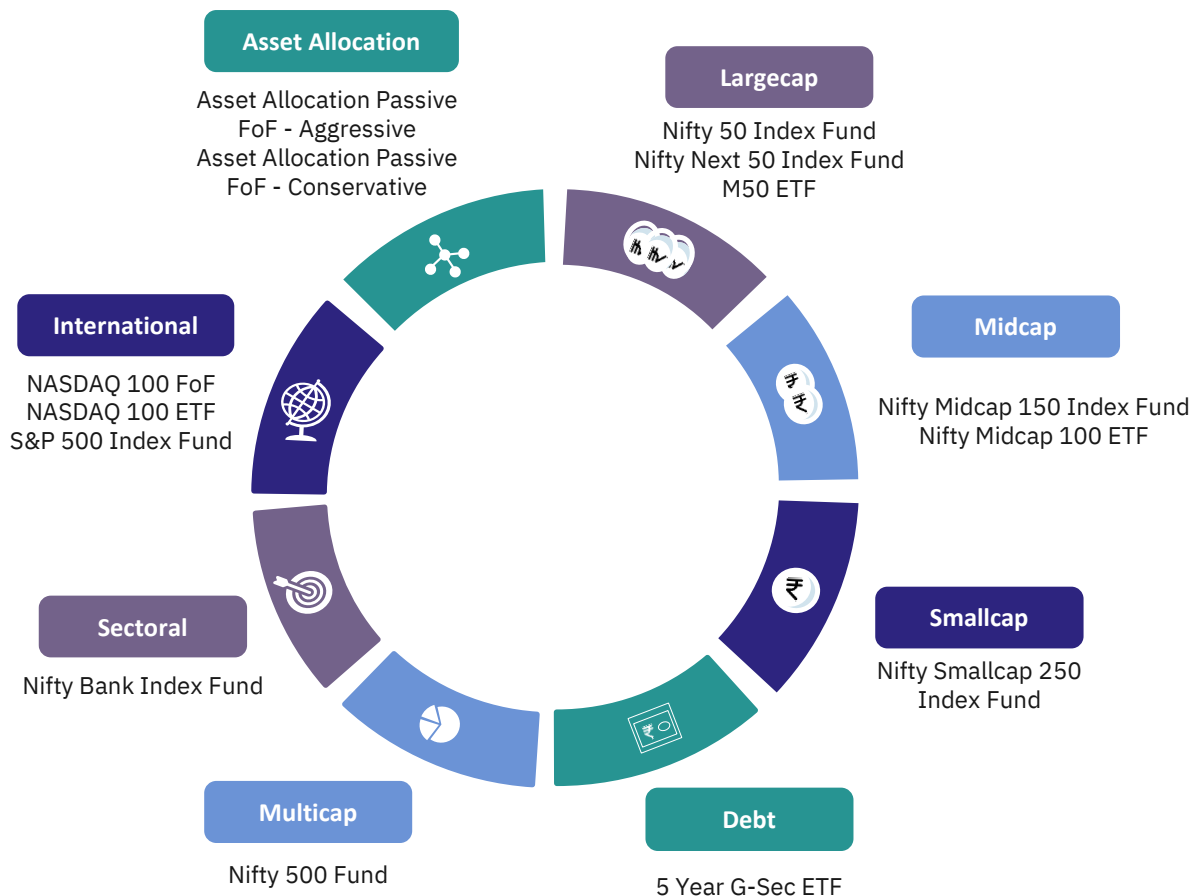 Asset Allocation
Asset Allocation Passive
FoF - Aggressive
Asset Allocation Passive
FoF - Conservative
Largecap
Nifty 50 Index Fund
Nifty Next 50 Index Fund
M50 ETF
International
NASDAQ 100 FoF
NASDAQ 100 ETF
S&P 500 Index Fund
Midcap
Nifty Midcap 150 Index Fund
Nifty Midcap 100 ETF
Sectoral
Nifty Bank Index Fund
Smallcap
Nifty Smallcap 250
Index Fund
Multicap
Nifty 500 Fund
Debt
5 Year G-Sec ETF